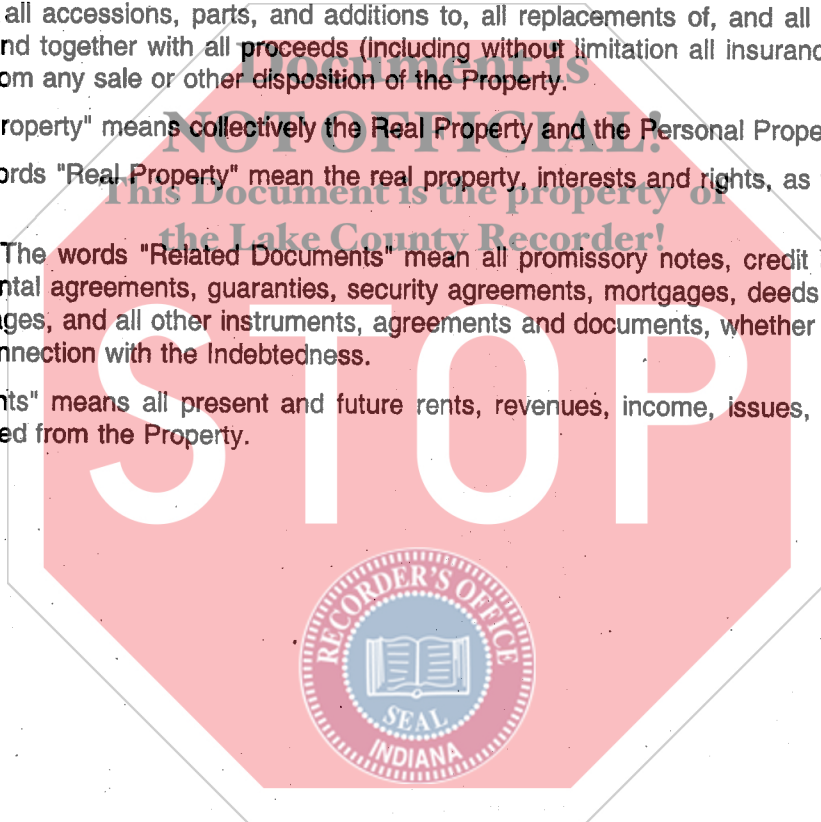 all accessions, parts, and additions to, all replacements of, and all
nd together with all proceeds (including without limitation all insuranc
om any sale or other disposition of the Property.
Document is
roperty" means collectively the Real Property and the Personal Prope
NOT OFFICIAL!
ords "Real Property" mean the real property, interests and rights, as
This Document is the property of
the Lake County Recorder!
The words "Related Documents" mean all promissory notes, credit
ntal agreements, guaranties, security agreements, mortgages, deeds
ges, and all other instruments, agreements and documents, whether
nnection with the Indebtedness.
nts" means all present and future rents, revenues, income, issues,
ed from the Property.
STOP
RECORDER'S OFFICE
SEAL
INDIANA